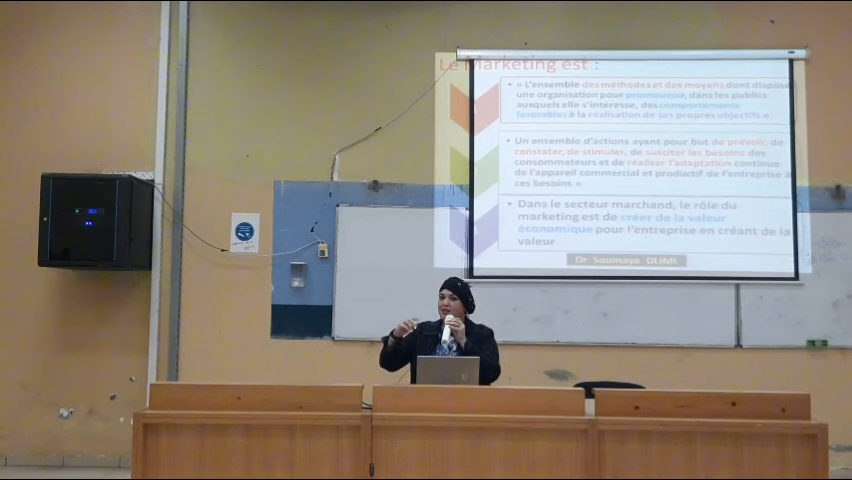 Le Marketing est :
• « L'ensemble des méthodes et des moyens dont dispose
une organisation pour promouvoir, dans les publics
auxquels elle s'interesse, des comportements
favorables à la réalisation de ses propres objectifs ».
• Un ensemble d'actions ayant pour but de prévoir, de
constater, de stimuler, de susciter les besoins des
consommateurs et de réaliser l'adaptation continue
de l'appareil commercial et productif de l'entreprise à
ces besoins »
• Dans le secteur marchand, le rôle du
marketing est de créer de la valeur
économique pour l'entreprise en créant de la
valeur
Dr Soumaya DLIMI